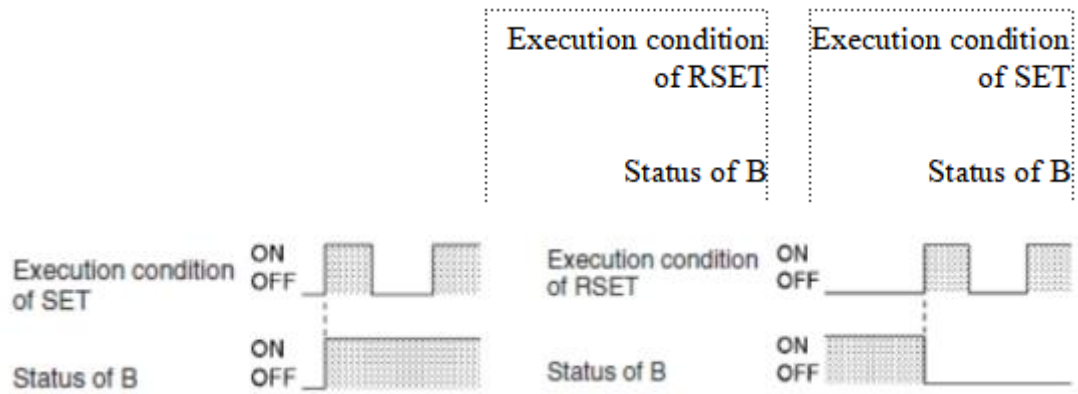 Execution condition
of RSET
Status of B
Execution condition
of SET
Status of B
Execution condition
of SET
ON
OFF
Status of B
ON
OFF
Execution condition
of RSET
ON
OFF
Status of B
ON
OFF